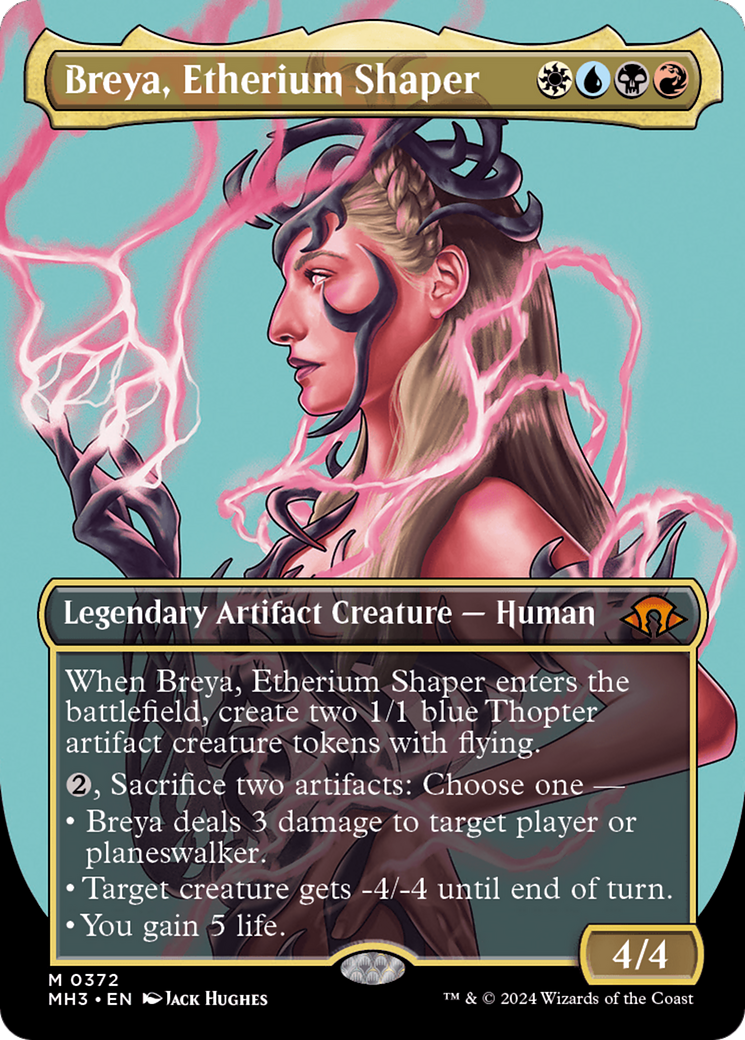 Breya, Etherium Shaper
Legendary Artifact Creature — Human
When Breya, Etherium Shaper enters the
battlefield, create two 1/1 blue Thopter
artifact creature tokens with flying.
2, Sacrifice two artifacts: Choose one —
• Breya deals 3 damage to target player or
planeswalker.
• Target creature gets -4/-4 until end of turn.
• You gain 5 life.
4/4
M 0372
MH3 • EN Jack Hughes
™ & © 2024 Wizards of the Coast